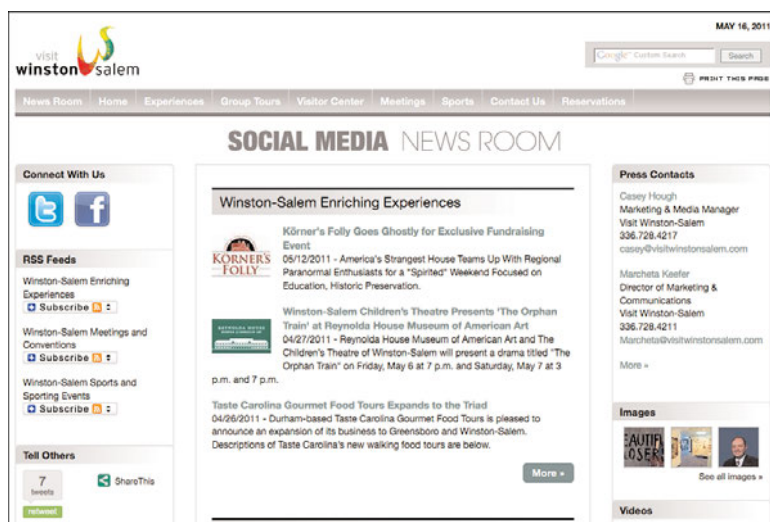 MAY 16, 2011
visit
winston salem
Google™ Custom Search
Search
PRINT THIS PAGE
News Room Home Experiences Group Tours Visitor Center Meetings Sports Contact Us Reservations
SOCIAL MEDIA NEWS ROOM
Connect With Us
RSS Feeds
Winston-Salem Enriching
Experiences
Subscribe
Winston-Salem Meetings and
Conventions
Subscribe
Winston-Salem Sports and
Sporting Events
Subscribe
Tell Others
7
tweets
retweet
ShareThis
Winston-Salem Enriching Experiences
KÖRNER'S
FOLLY
Körner's Folly Goes Ghostly for Exclusive Fundraising
Event
05/12/2011 - America's Strangest House Teams Up With Regional
Paranormal Enthusiasts for a "Spirited" Weekend Focused on
Education, Historic Preservation.
REYNOLDA HOUSE
Winston-Salem Children's Theatre Presents 'The Orphan
Train' at Reynolda House Museum of American Art
04/27/2011 - Reynolda House Museum of American Art and The
Children's Theatre of Winston-Salem will present a drama titled "The
Orphan Train" on Friday, May 6 at 7 p.m. and Saturday, May 7 at 3
p.m. and 7 p.m.
Taste Carolina Gourmet Food Tours Expands to the Triad
04/26/2011 - Durham-based Taste Carolina Gourmet Food Tours is pleased to
announce an expansion of its business to Greensboro and Winston-Salem.
Descriptions of Taste Carolina's new walking food tours are below.
More »
Press Contacts
Casey Hough
Marketing & Media Manager
Visit Winston-Salem
336.728.4217
casey@visitwinstonsalem.com
Marcheta Keefer
Director of Marketing &
Communications
Visit Winston-Salem
336.728.4211
Marcheta@visitwinstonsalem.com
More »
Images
EAUTIFU
OSER
See all images »
Videos